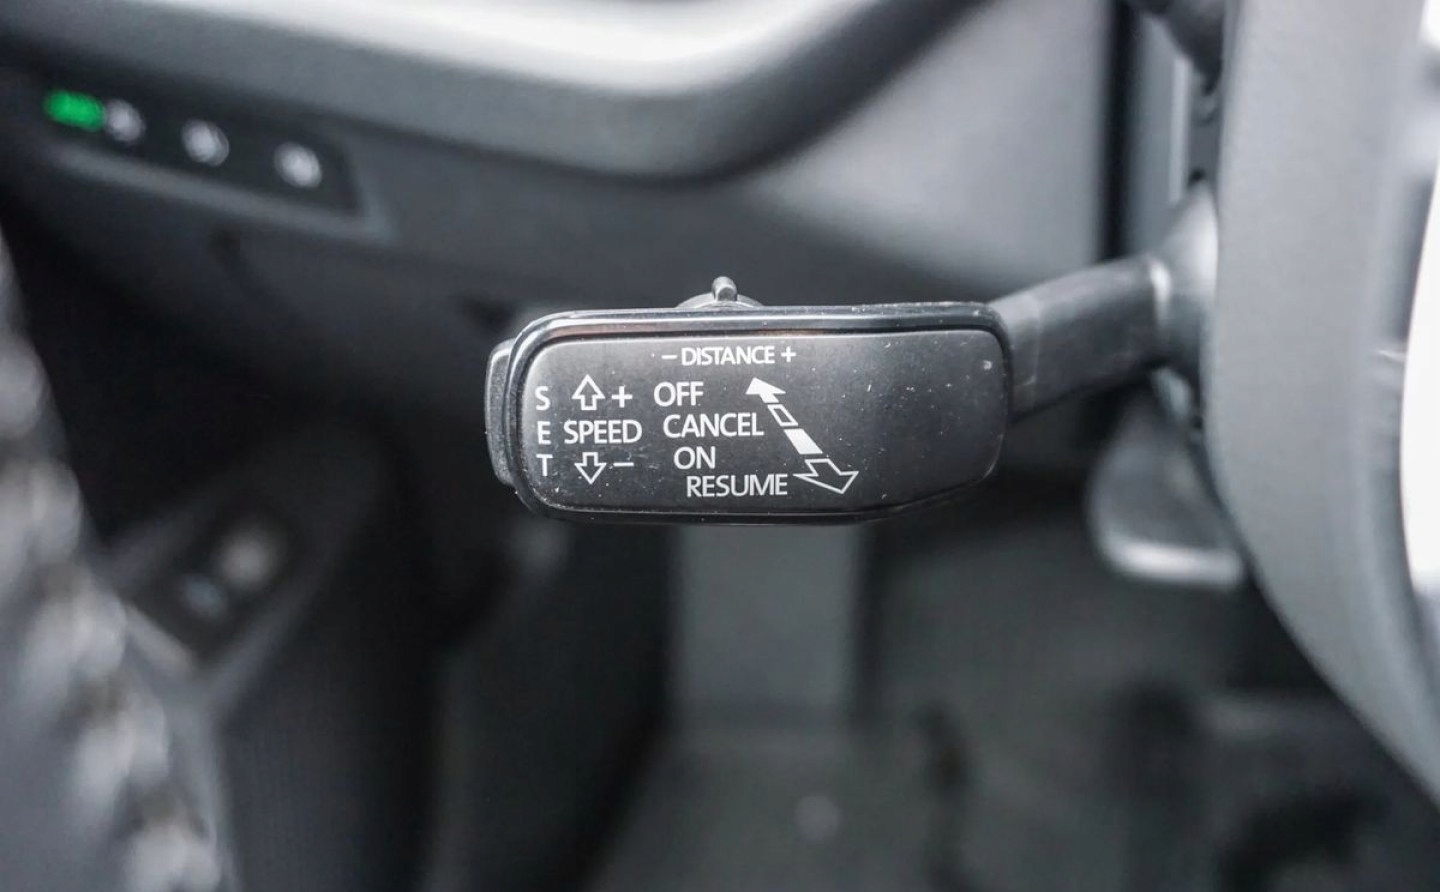 − DISTANCE +
S + OFF
E SPEED CANCEL
T − ON
RESUME